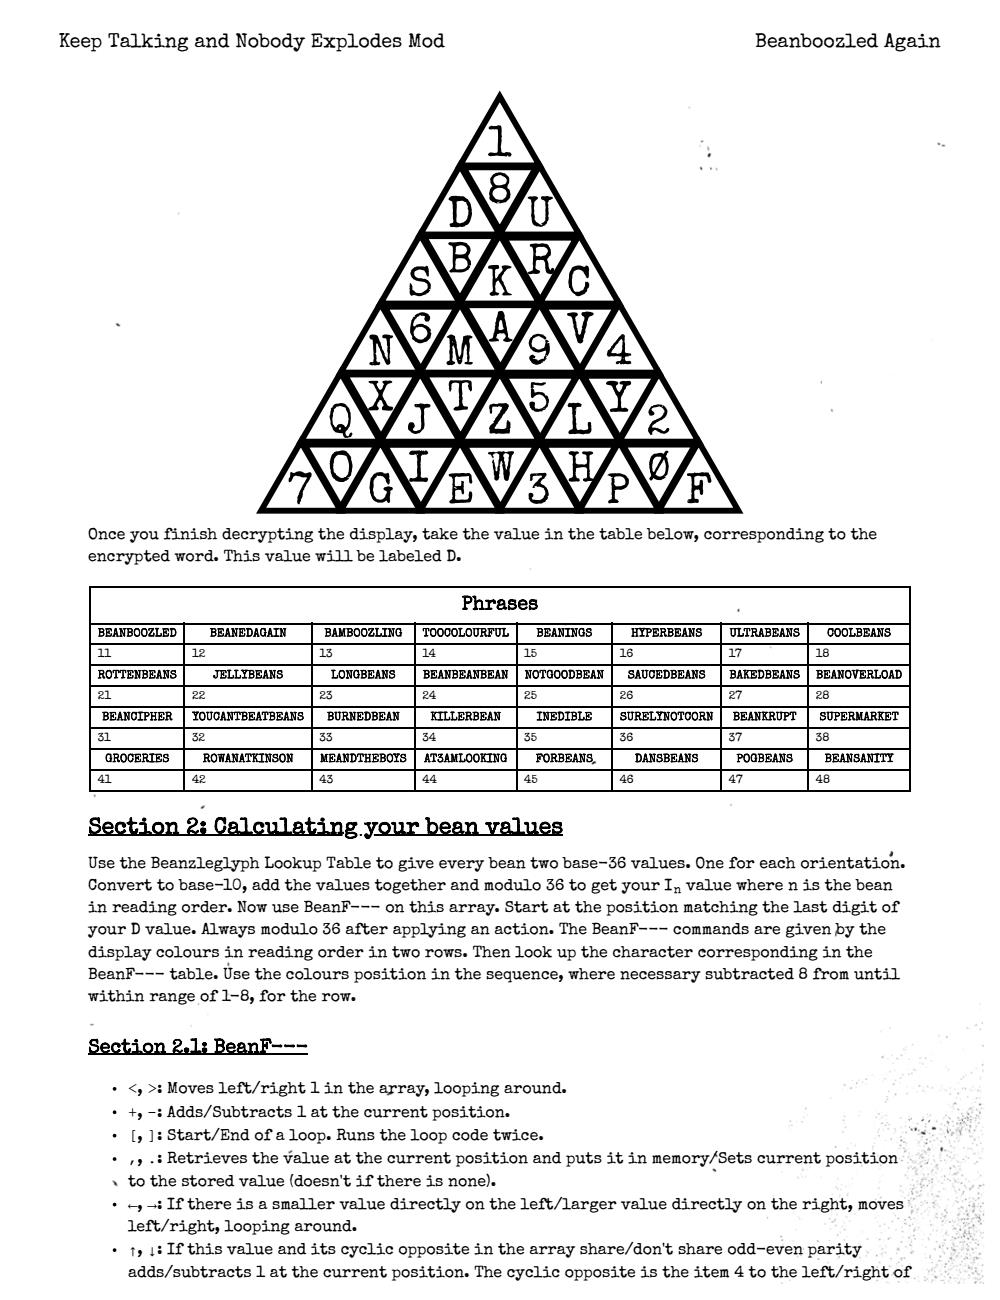 Keep Talking and Nobody Explodes Mod Beanboozled Again
1
D 8 U
S B K R C
N 6 M A 9 V 4
Q X J T Z 5 L Y 2
7 O G I E W 3 H P Ø F
Once you finish decrypting the display, take the value in the table below, corresponding to the
encrypted word. This value will be labeled D.
Phrases
BEANBOOZLED BEANEDAGAIN BAMBOOZLING TOOCOLOURFUL BEANINGS HYPERBEANS ULTRABEANS COOLBEANS
11 12 13 14 15 16 17 18
ROTTENBEANS JELLYBEANS LONGBEANS BEANBEANBEAN NOTGOODBEAN SAUCEDBEANS BAKEDBEANS BEANOVERLOAD
21 22 23 24 25 26 27 28
BEANCIPHER YOUCANTBEATBEANS BURNEDBEAN KILLERBEAN INEDIBLE SURELYNOTCORN BEANKRUPT SUPERMARKET
31 32 33 34 35 36 37 38
GROCERIES ROWANATKINSON MEANDTHEBOYS AT3AMLOOKING FORBEANS DANSBEANS POGBEANS BEANSANITY
41 42 43 44 45 46 47 48
Section 2: Calculating your bean values
Use the Beanzleglyph Lookup Table to give every bean two base-36 values. One for each orientation.
Convert to base-10, add the values together and modulo 36 to get your Iₙ value where n is the bean
in reading order. Now use BeanF--- on this array. Start at the position matching the last digit of
your D value. Always modulo 36 after applying an action. The BeanF--- commands are given by the
display colours in reading order in two rows. Then look up the character corresponding in the
BeanF--- table. Use the colours position in the sequence, where necessary subtracted 8 from until
within range of 1-8, for the row.
Section 2.1: BeanF---
• <, >: Moves left/right 1 in the array, looping around.
• +, -: Adds/Subtracts 1 at the current position.
• [, ]: Start/End of a loop. Runs the loop code twice.
• ,, .: Retrieves the value at the current position and puts it in memory/Sets current position
to the stored value (doesn't if there is none).
• ←, →: If there is a smaller value directly on the left/larger value directly on the right, moves
left/right, looping around.
• ↑, ↓: If this value and its cyclic opposite in the array share/don't share odd-even parity
adds/subtracts 1 at the current position. The cyclic opposite is the item 4 to the left/right of